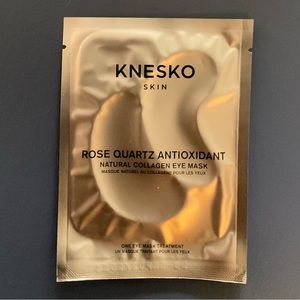 KNESKO
SKIN
ROSE QUARTZ ANTIOXIDANT
NATURAL COLLAGEN EYE MASK
MASQUE NATUREL AU COLLAGÈNE POUR LES YEUX
ONE EYE MASK TREATMENT
UN MASQUE TRAITANT POUR LES YEUX